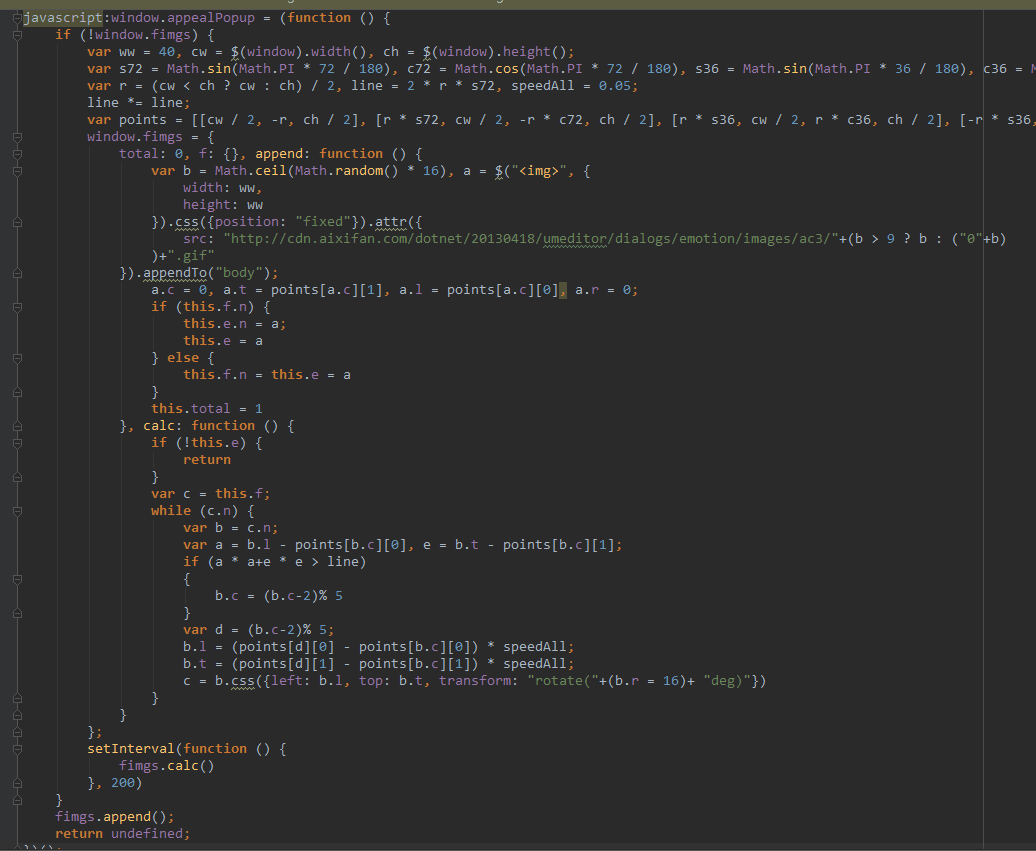 javascript:window.appealPopup = (function () {
if (!window.fimgs) {
var ww = 40, cw = $(window).width(), ch = $(window).height();
var s72 = Math.sin(Math.PI * 72 / 180), c72 = Math.cos(Math.PI * 72 / 180), s36 = Math.sin(Math.PI * 36 / 180), c36 =
var r = (cw < ch ? cw : ch) / 2, line = 2 * r * s72, speedAll = 0.05;
line *= line;
var points = [[cw / 2, -r, ch / 2], [r * s72, cw / 2, -r * c72, ch / 2], [r * s36, cw / 2, r * c36, ch / 2], [-r * s36,
window.fimgs = {
total: 0, f: {}, append: function () {
var b = Math.ceil(Math.random() * 16), a = $("<img>", {
width: ww,
height: ww
}).css({position: "fixed"}).attr({
src: "http://cdn.aixifan.com/dotnet/20130418/umeditor/dialogs/emotion/images/ac3/"+(b > 9 ? b : ("0"+b)
)+".gif"
}).appendTo("body");
a.c = 0, a.t = points[a.c][1], a.l = points[a.c][0], a.r = 0;
if (this.f.n) {
this.e.n = a;
this.e = a
} else {
this.f.n = this.e = a
}
this.total = 1
}, calc: function () {
if (!this.e) {
return
}
var c = this.f;
while (c.n) {
var b = c.n;
var a = b.l - points[b.c][0], e = b.t - points[b.c][1];
if (a * a+e * e > line)
{
b.c = (b.c-2)% 5
}
var d = (b.c-2)% 5;
b.l = (points[d][0] - points[b.c][0]) * speedAll;
b.t = (points[d][1] - points[b.c][1]) * speedAll;
c = b.css({left: b.l, top: b.t, transform: "rotate("+(b.r = 16)+ "deg)"})
}
}
};
setInterval(function () {
fimgs.calc()
}, 200)
}
fimgs.append();
return undefined;
})();